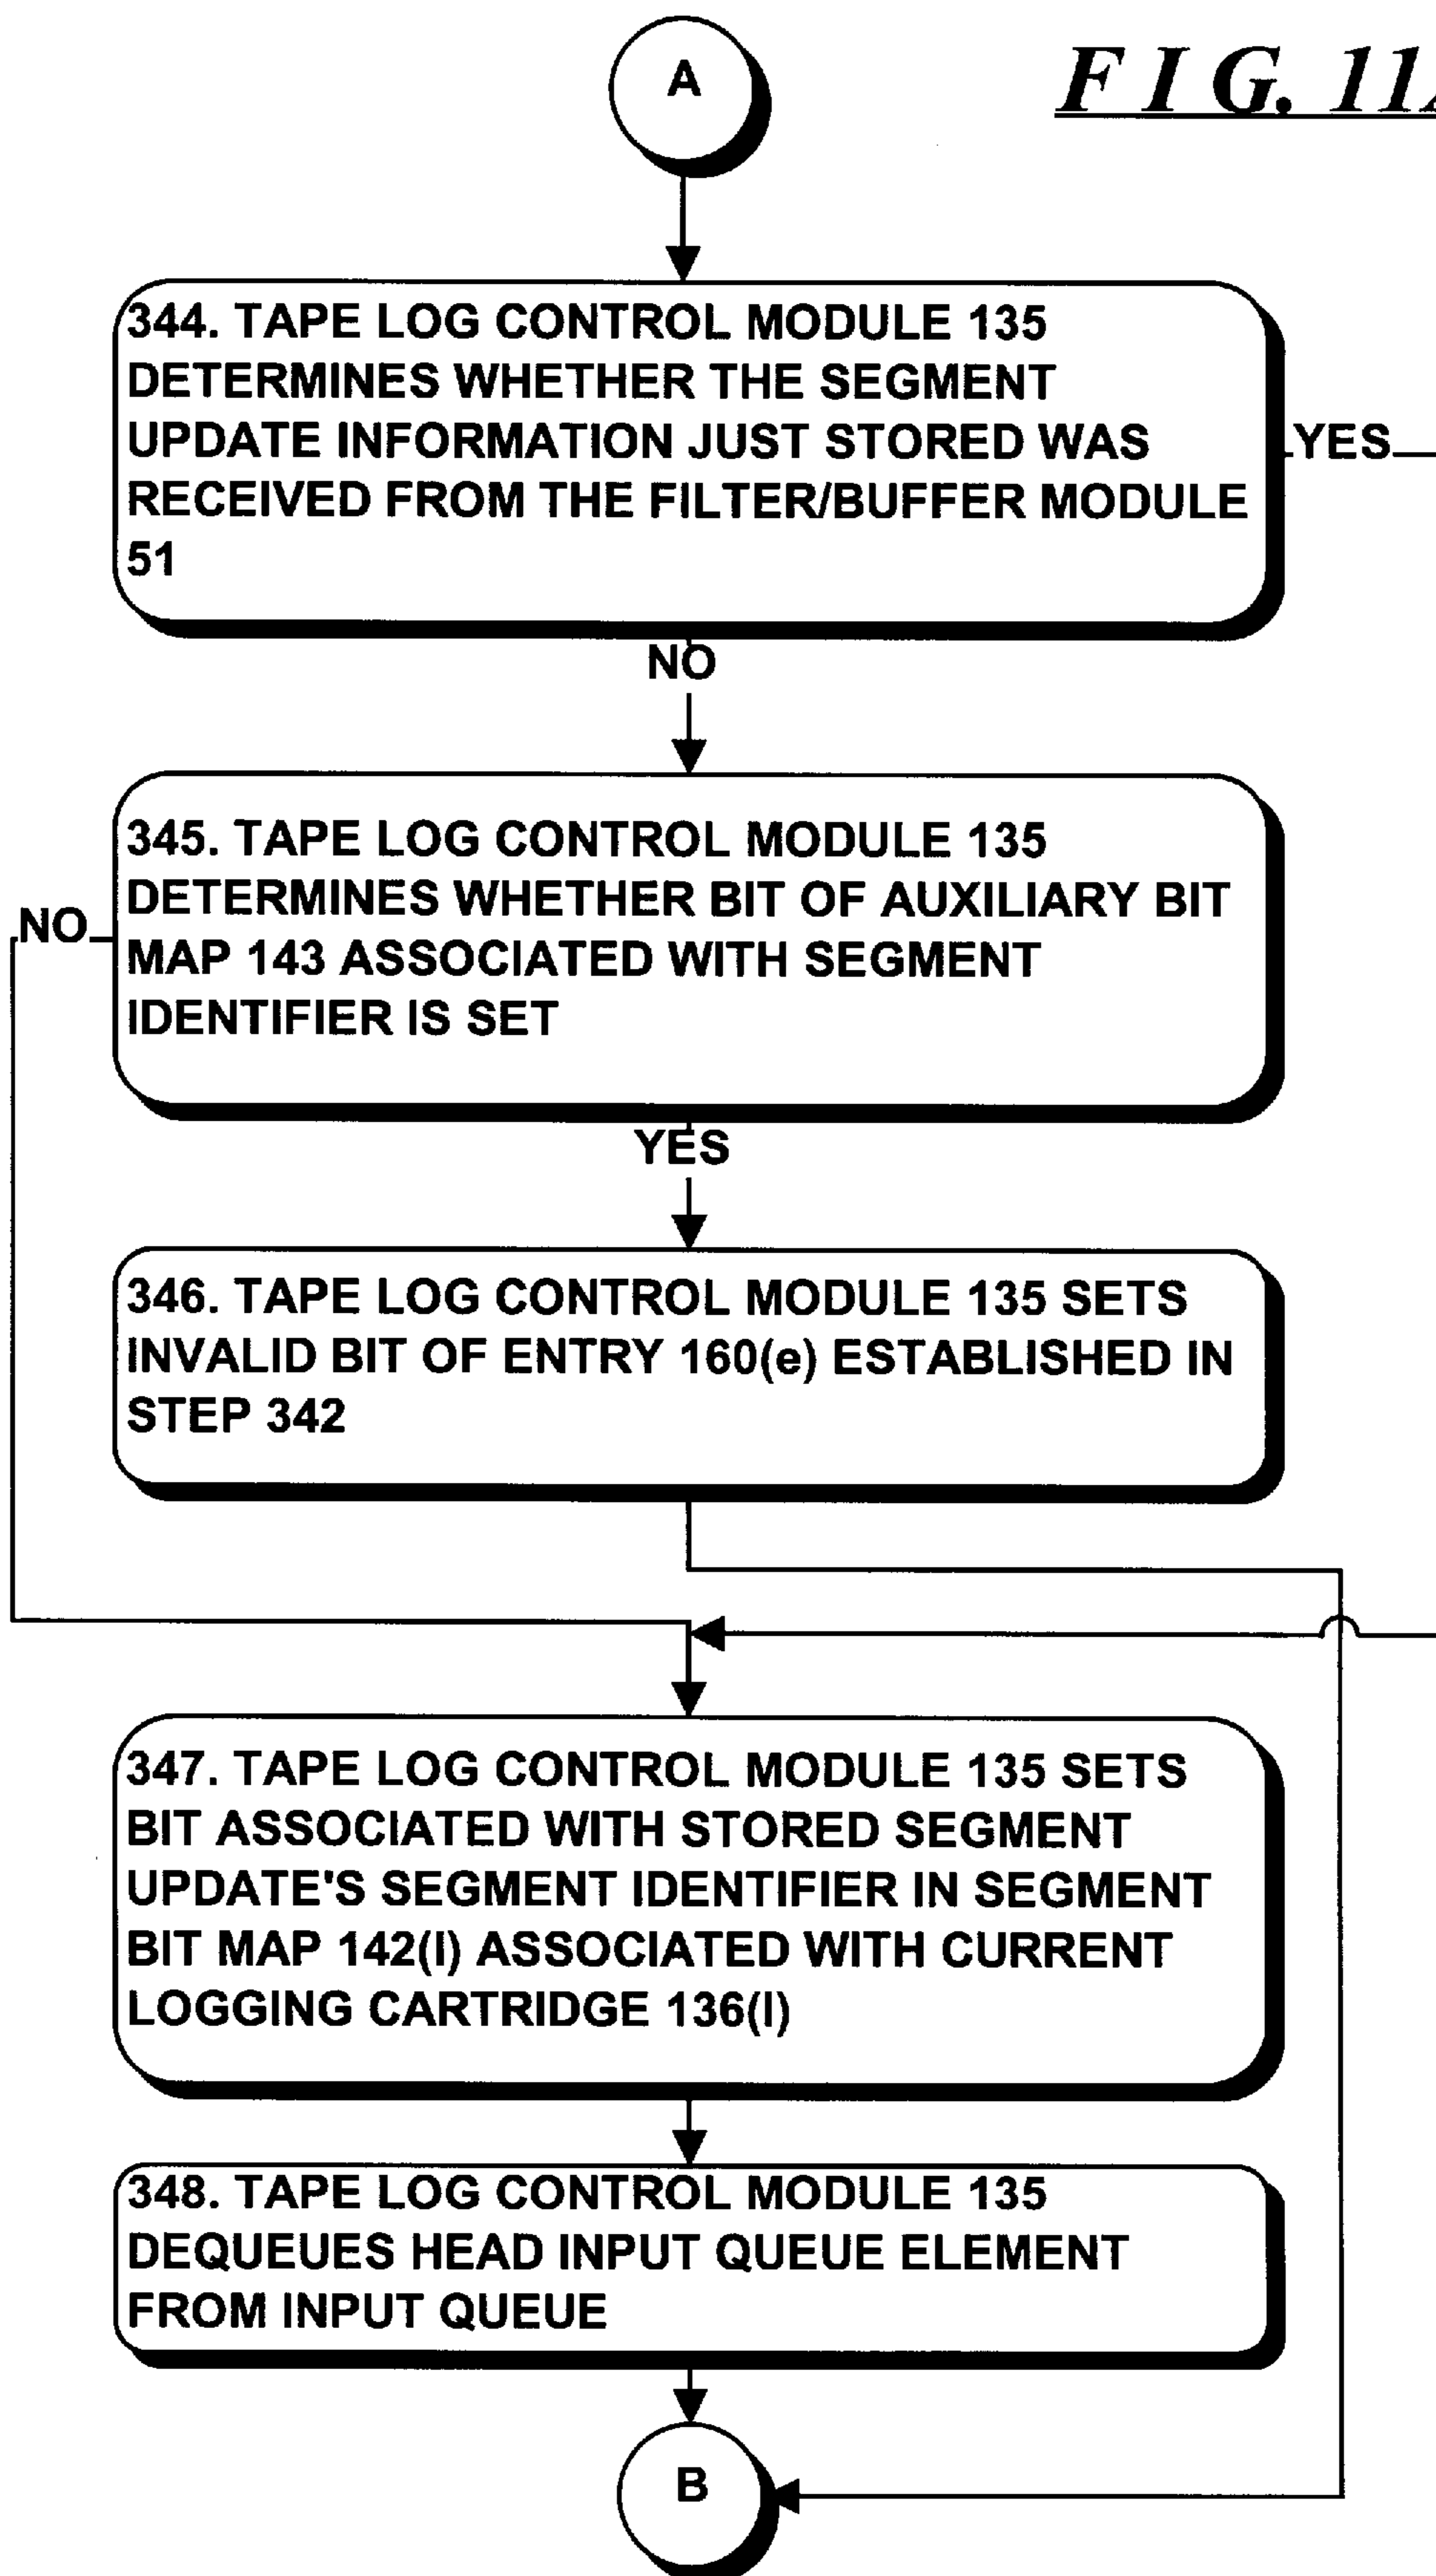 A
FIG. 11
344. TAPE LOG CONTROL MODULE 135
DETERMINES WHETHER THE SEGMENT
UPDATE INFORMATION JUST STORED WAS
RECEIVED FROM THE FILTER/BUFFER MODULE
51
YES
NO
345. TAPE LOG CONTROL MODULE 135
DETERMINES WHETHER BIT OF AUXILIARY BIT
MAP 143 ASSOCIATED WITH SEGMENT
IDENTIFIER IS SET
NO
YES
346. TAPE LOG CONTROL MODULE 135 SETS
INVALID BIT OF ENTRY 160(e) ESTABLISHED IN
STEP 342
347. TAPE LOG CONTROL MODULE 135 SETS
BIT ASSOCIATED WITH STORED SEGMENT
UPDATE'S SEGMENT IDENTIFIER IN SEGMENT
BIT MAP 142(I) ASSOCIATED WITH CURRENT
LOGGING CARTRIDGE 136(I)
348. TAPE LOG CONTROL MODULE 135
DEQUEUES HEAD INPUT QUEUE ELEMENT
FROM INPUT QUEUE
B